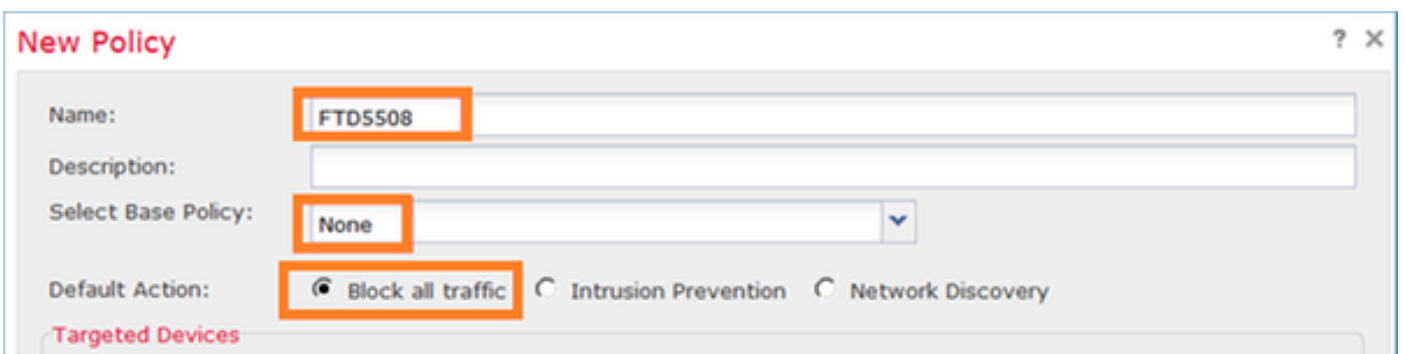 New Policy ? ×
Name: FTD5508
Description:
Select Base Policy: None
Default Action: Block all traffic Intrusion Prevention Network Discovery
Targeted Devices